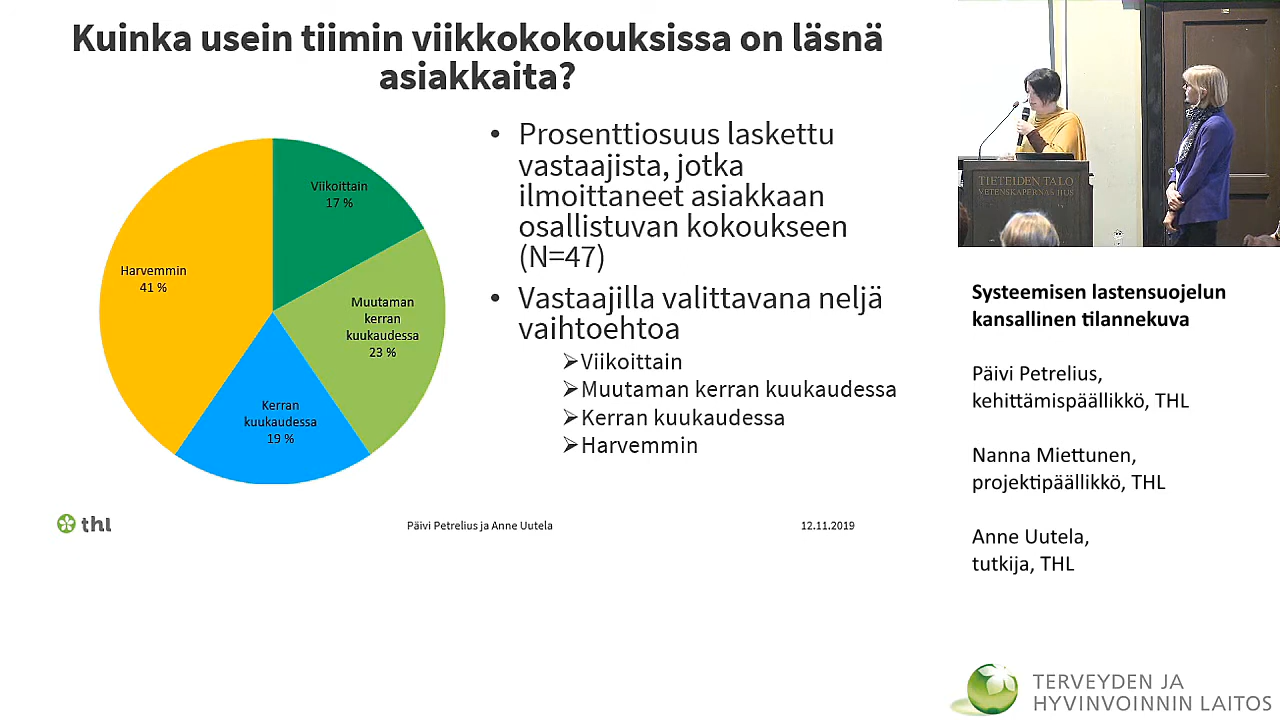 Kuinka usein tiimin viikkokokouksissa on läsnä
asiakkaita?
Viikoittain
17 %
Muutaman
kerran
kuukaudessa
23 %
Kerran
kuukaudessa
19 %
Harvemmin
41 %
• Prosenttiosuus laskettu
vastaajista, jotka
ilmoittaneet asiakkaan
osallistuvan kokoukseen
(N=47)
• Vastaajilla valittavana neljä
vaihtoehtoa
➢Viikoittain
➢Muutaman kerran kuukaudessa
➢Kerran kuukaudessa
➢Harvemmin
thl
Päivi Petrelius ja Anne Uutela
12.11.2019
TIETEIDEN TALO
VETENSKAPERNAS HUS
Systeemisen lastensuojelun
kansallinen tilannekuva
Päivi Petrelius,
kehittämispäällikkö, THL
Nanna Miettunen,
projektipäällikkö, THL
Anne Uutela,
tutkija, THL
TERVEYDEN JA
HYVINVOINNIN LAITOS